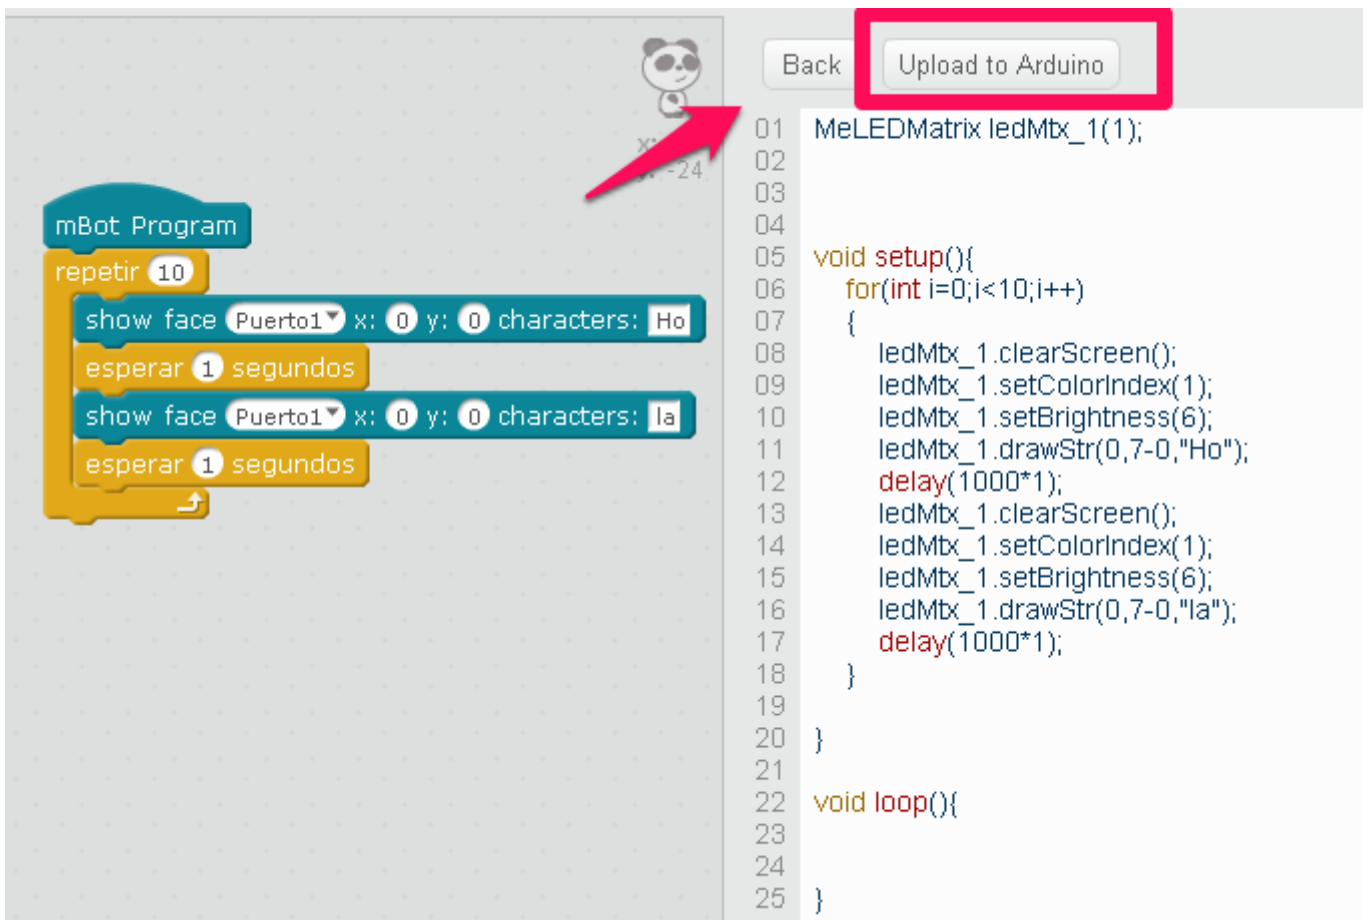 x:
y: -24
mBot Program
repetir 10
show face Puerto1 x: 0 y: 0 characters: Ho
esperar 1 segundos
show face Puerto1 x: 0 y: 0 characters: la
esperar 1 segundos
Back
Upload to Arduino
01 MeLEDMatrix ledMtx_1(1);
02
03
04
05 void setup(){
06 for(int i=0;i<10;i++)
07 {
08 ledMtx_1.clearScreen();
09 ledMtx_1.setColorIndex(1);
10 ledMtx_1.setBrightness(6);
11 ledMtx_1.drawStr(0,7-0,"Ho");
12 delay(1000*1);
13 ledMtx_1.clearScreen();
14 ledMtx_1.setColorIndex(1);
15 ledMtx_1.setBrightness(6);
16 ledMtx_1.drawStr(0,7-0,"la");
17 delay(1000*1);
18 }
19
20 }
21
22 void loop(){
23
24
25 }